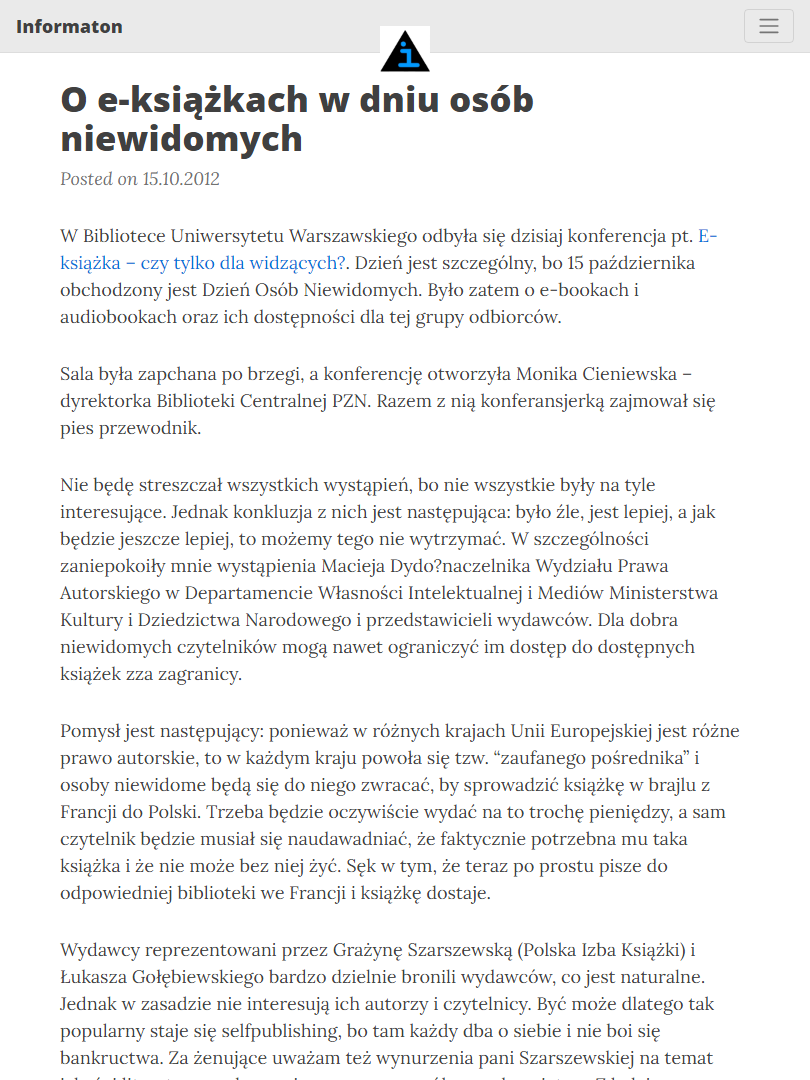 Informaton
i
O e-książkach w dniu osób
niewidomych
Posted on 15.10.2012
W Bibliotece Uniwersytetu Warszawskiego odbyła się dzisiaj konferencja pt. E-
książka – czy tylko dla widzących?. Dzień jest szczególny, bo 15 października
obchodzony jest Dzień Osób Niewidomych. Było zatem o e-bookach i
audiobookach oraz ich dostępności dla tej grupy odbiorców.
Sala była zapchana po brzegi, a konferencję otworzyła Monika Cieniewska –
dyrektorka Biblioteki Centralnej PZN. Razem z nią konferansjerką zajmował się
pies przewodnik.
Nie będę streszczał wszystkich wystąpień, bo nie wszystkie były na tyle
interesujące. Jednak konkluzja z nich jest następująca: było źle, jest lepiej, a jak
będzie jeszcze lepiej, to możemy tego nie wytrzymać. W szczególności
zaniepokoiły mnie wystąpienia Macieja Dydo?naczelnika Wydziału Prawa
Autorskiego w Departamencie Własności Intelektualnej i Mediów Ministerstwa
Kultury i Dziedzictwa Narodowego i przedstawicieli wydawców. Dla dobra
niewidomych czytelników mogą nawet ograniczyć im dostęp do dostępnych
książek zza zagranicy.
Pomysł jest następujący: ponieważ w różnych krajach Unii Europejskiej jest różne
prawo autorskie, to w każdym kraju powoła się tzw. “zaufanego pośrednika” i
osoby niewidome będą się do niego zwracać, by sprowadzić książkę w brajlu z
Francji do Polski. Trzeba będzie oczywiście wydać na to trochę pieniędzy, a sam
czytelnik będzie musiał się naudawadniać, że faktycznie potrzebna mu taka
książka i że nie może bez niej żyć. Sęk w tym, że teraz po prostu pisze do
odpowiedniej biblioteki we Francji i książkę dostaje.
Wydawcy reprezentowani przez Grażynę Szarszewską (Polska Izba Książki) i
Łukasza Gołębiewskiego bardzo dzielnie bronili wydawców, co jest naturalne.
Jednak w zasadzie nie interesują ich autorzy i czytelnicy. Być może dlatego tak
popularny staje się selfpublishing, bo tam każdy dba o siebie i nie boi się
bankructwa. Za żenujące uważam też wynurzenia pani Szarszewskiej na temat